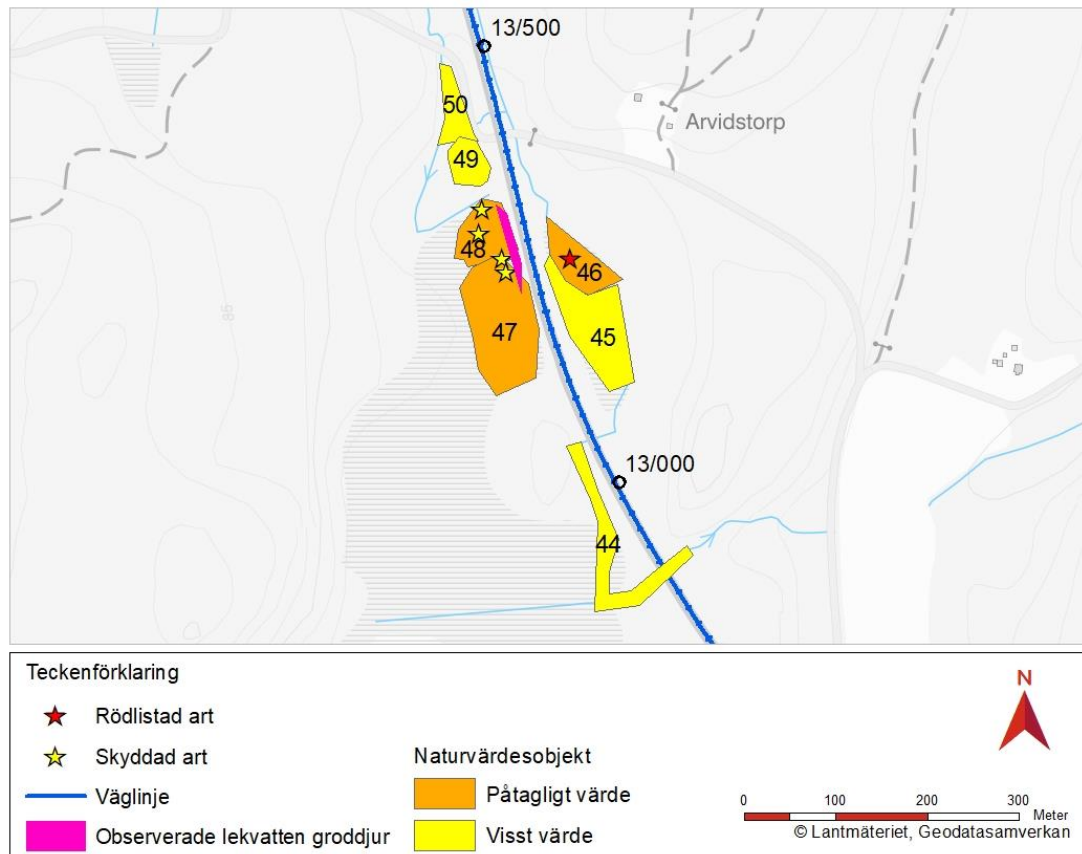 13/500
50
Arvidstorp
49
48
46
47
45
13/000
44
Teckenförklaring
Rödlistad art
Skyddad art
Väglinje
Observerade lekvatten groddjur
Naturvärdesobjekt
Påtagligt värde
Visst värde
N
0 100 200 300
Meter
© Lantmäteriet, Geodatasamverkan